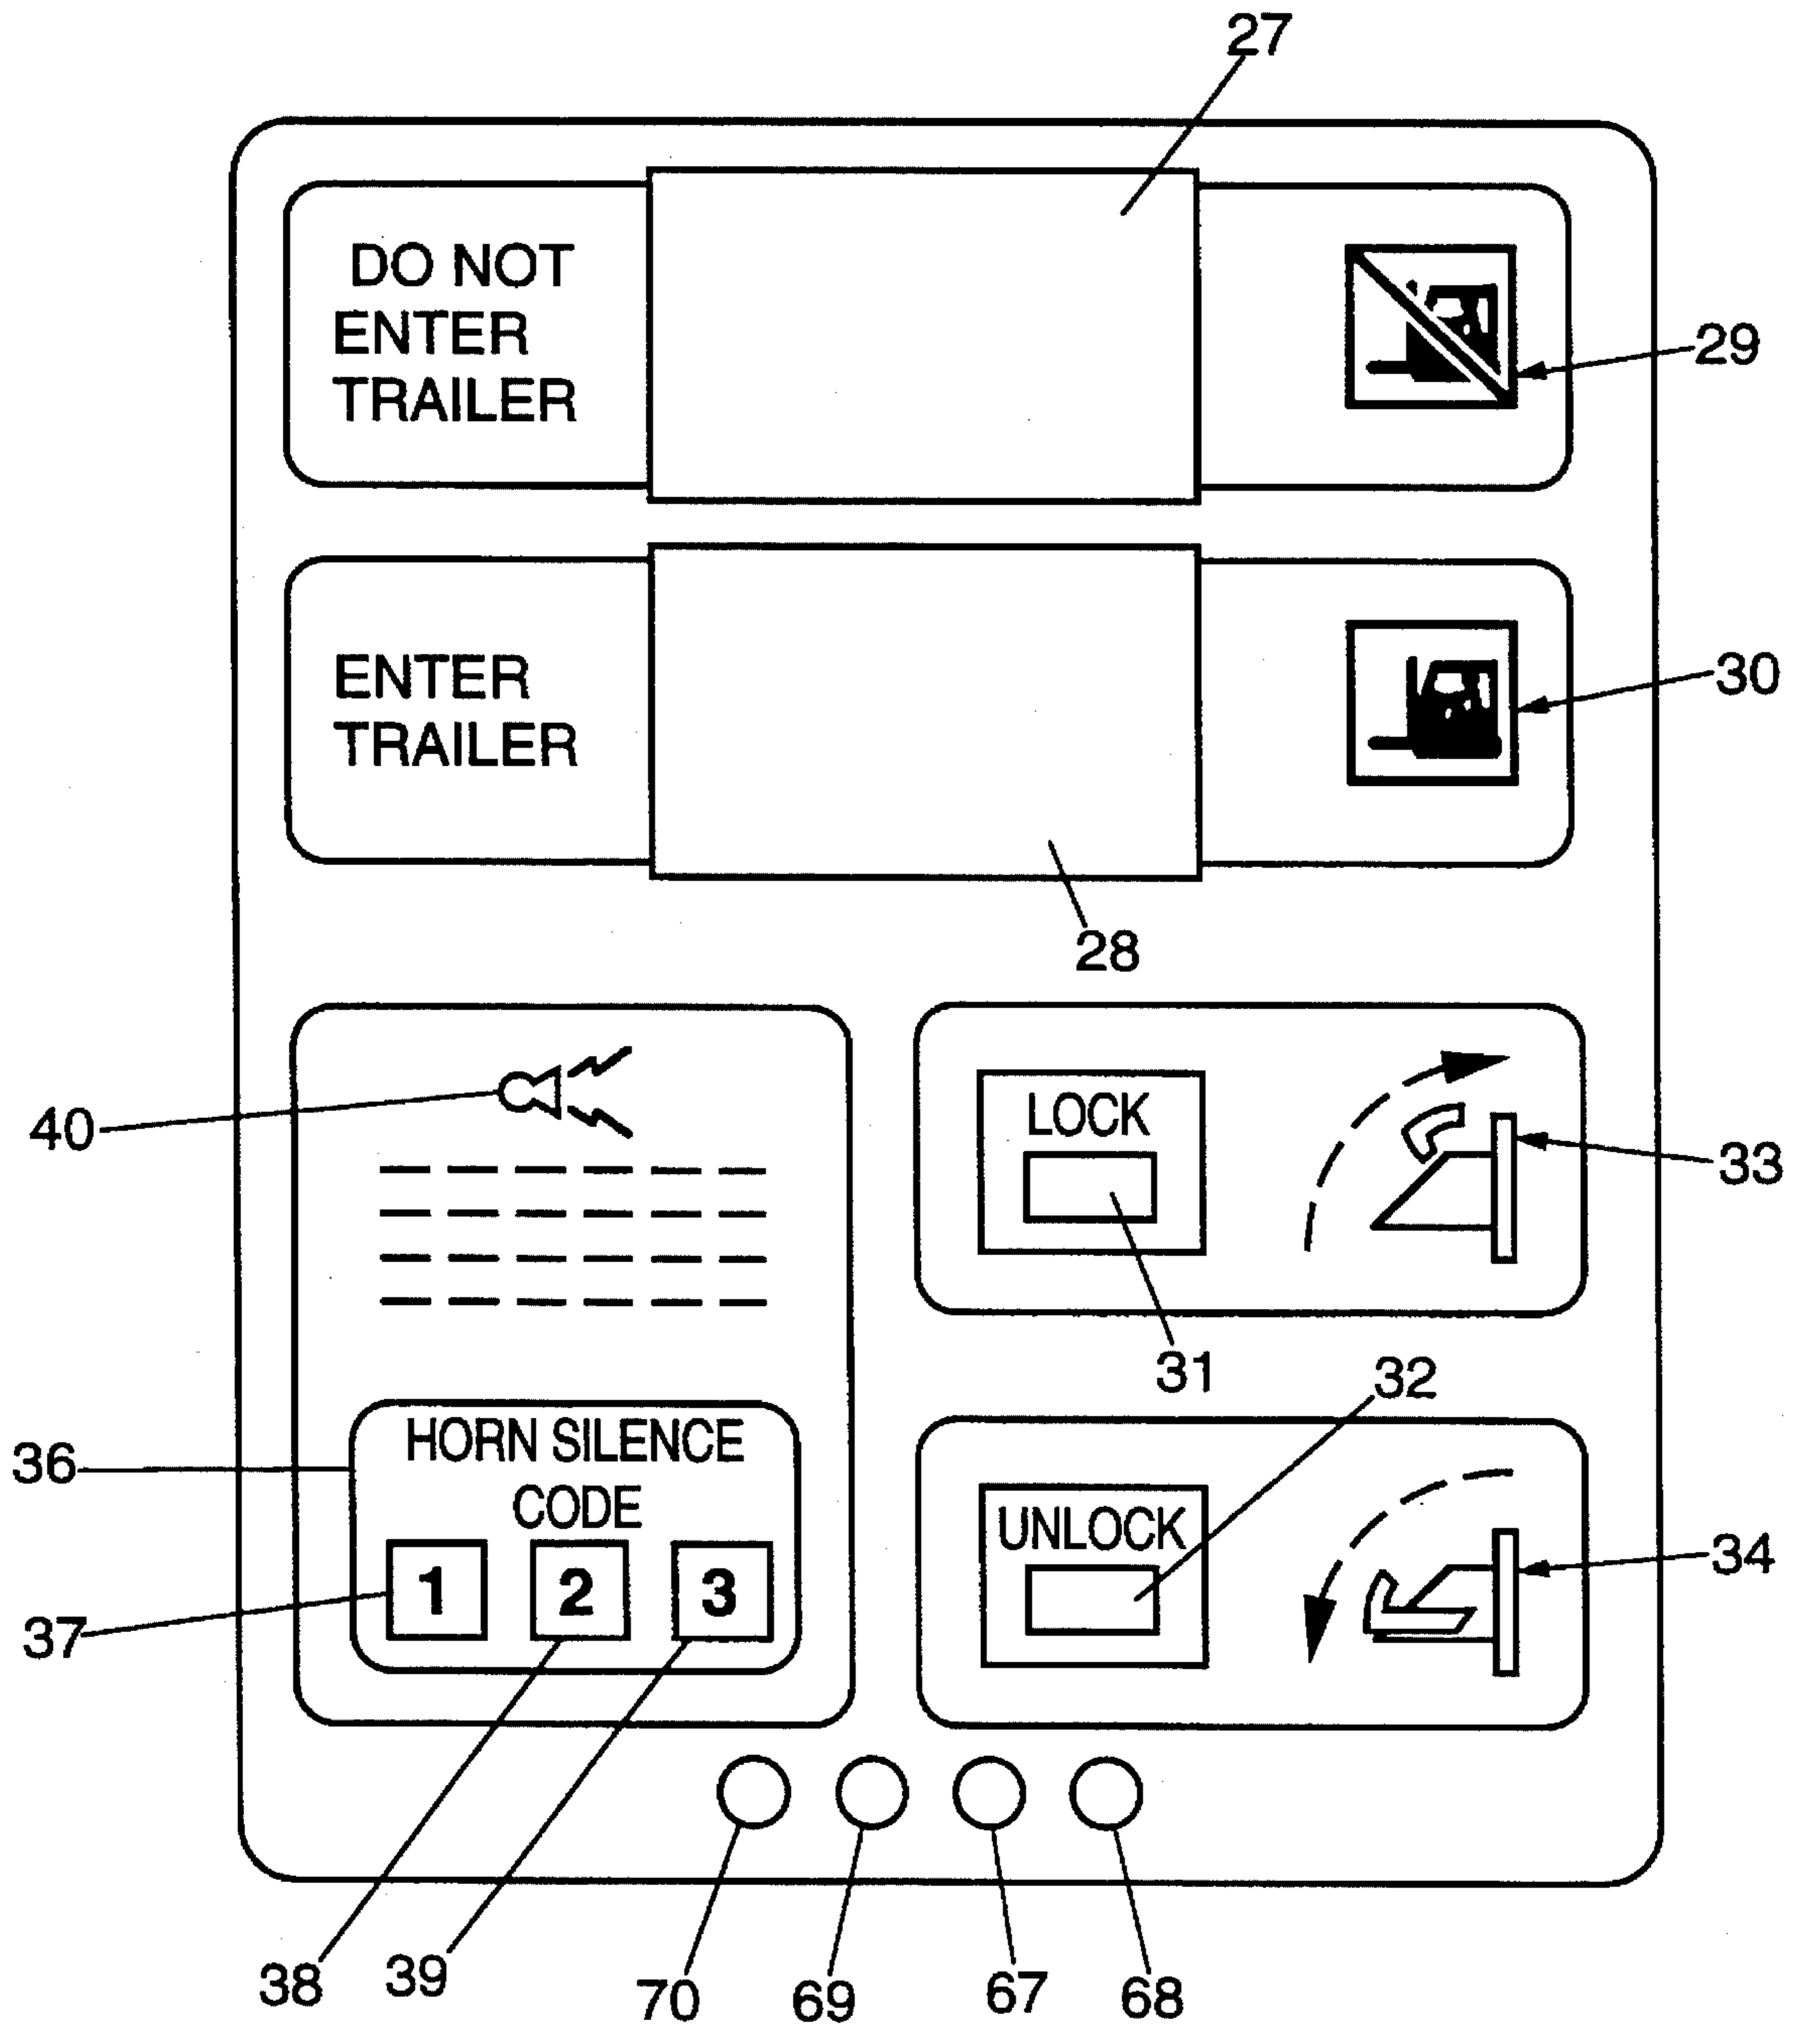 27
DO NOT
ENTER
TRAILER
29
ENTER
TRAILER
30
28
40
LOCK
33
31
32
36
HORN SILENCE
CODE
UNLOCK
34
1 2 3
37
38
39
70
69
67
68